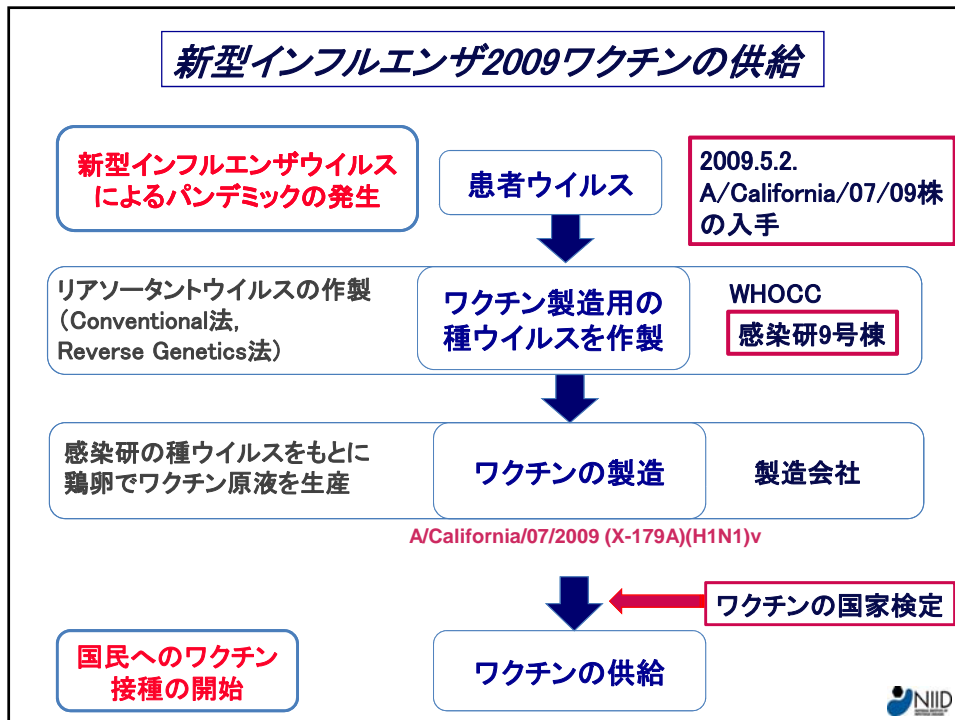 新型インフルエンザ2009ワクチンの供給
新型インフルエンザウイルス
によるパンデミックの発生
患者ウイルス
2009.5.2.
A/California/07/09株
の入手
リアソータントウイルスの作製
（Conventional法,
Reverse Genetics法）
ワクチン製造用の
種ウイルスを作製
WHOCC
感染研9号棟
感染研の種ウイルスをもとに
鶏卵でワクチン原液を生産
ワクチンの製造
製造会社
A/California/07/2009 (X-179A)(H1N1)v
ワクチンの国家検定
国民へのワクチン
接種の開始
ワクチンの供給
NIID